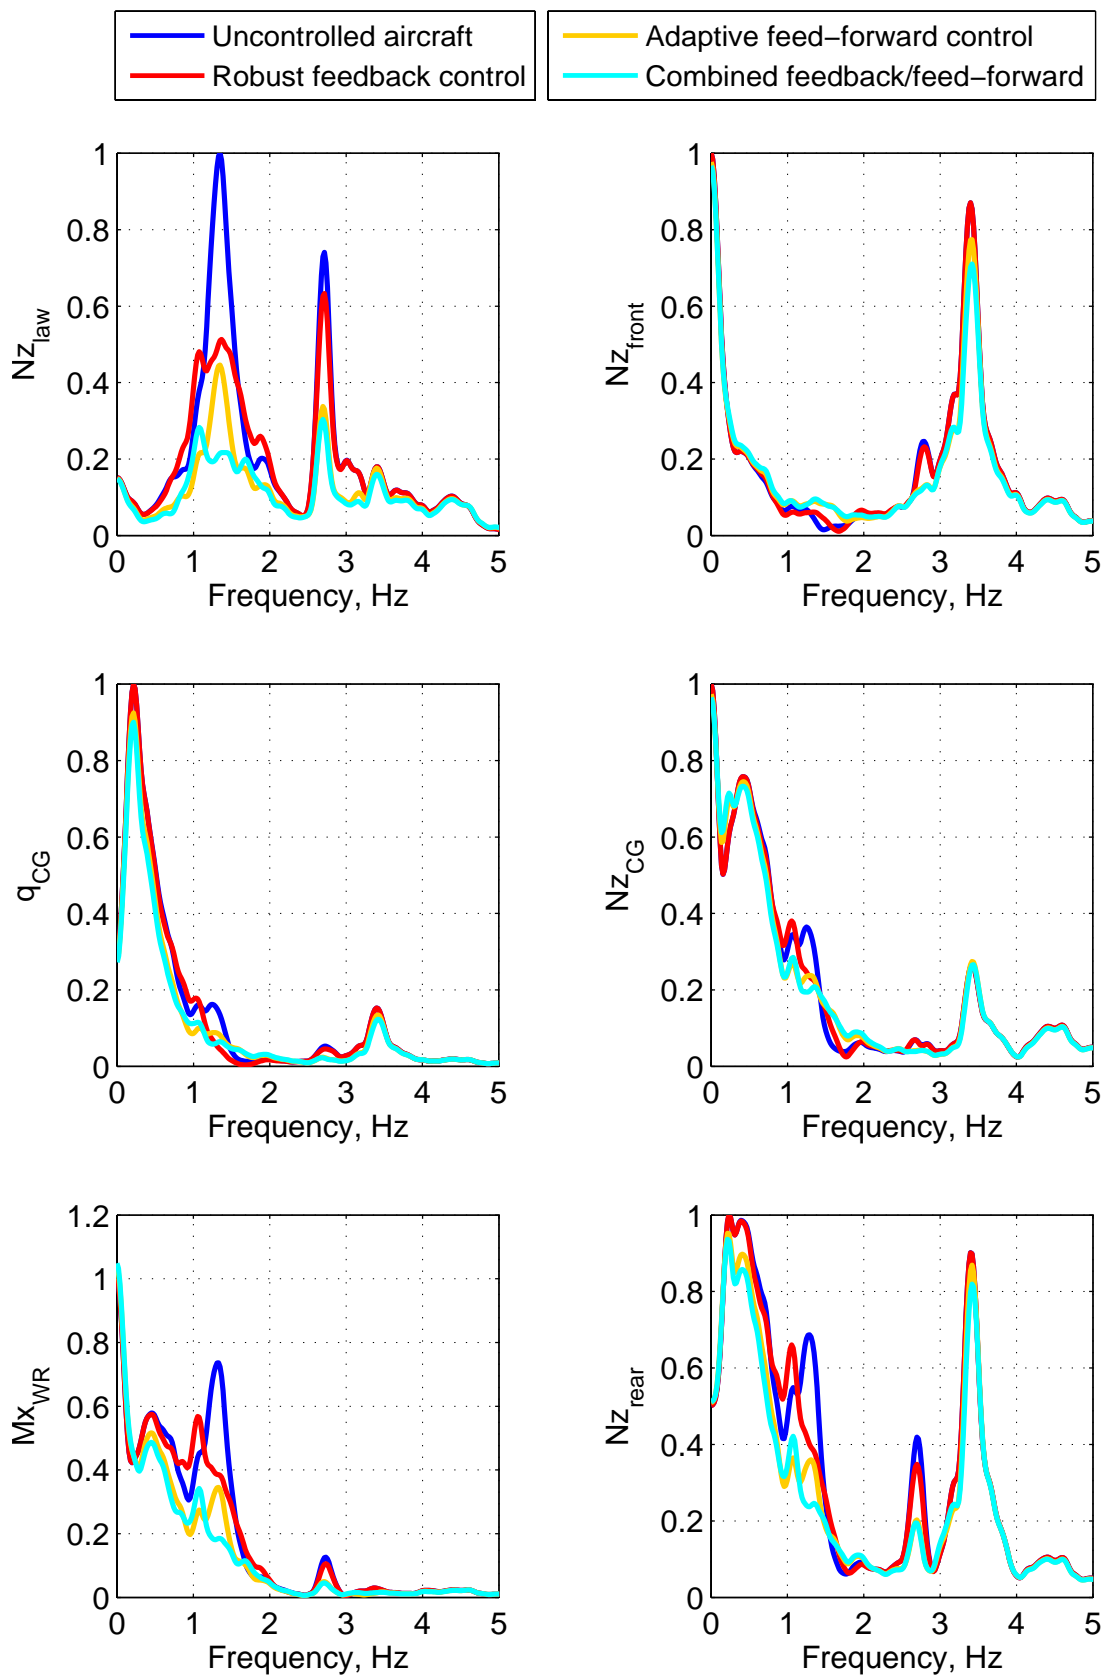 Uncontrolled aircraft
Robust feedback control
Adaptive feed−forward control
Combined feedback/feed−forward
1
0.8
0.6
0.4
0.2
0
0 1 2 3 4 5
Nz_law
Frequency, Hz
1
0.8
0.6
0.4
0.2
0
0 1 2 3 4 5
Nz_front
Frequency, Hz
1
0.8
0.6
0.4
0.2
0
0 1 2 3 4 5
q_CG
Frequency, Hz
1
0.8
0.6
0.4
0.2
0
0 1 2 3 4 5
Nz_CG
Frequency, Hz
1.2
1
0.8
0.6
0.4
0.2
0
0 1 2 3 4 5
Mx_WR
Frequency, Hz
1
0.8
0.6
0.4
0.2
0
0 1 2 3 4 5
Nz_rear
Frequency, Hz